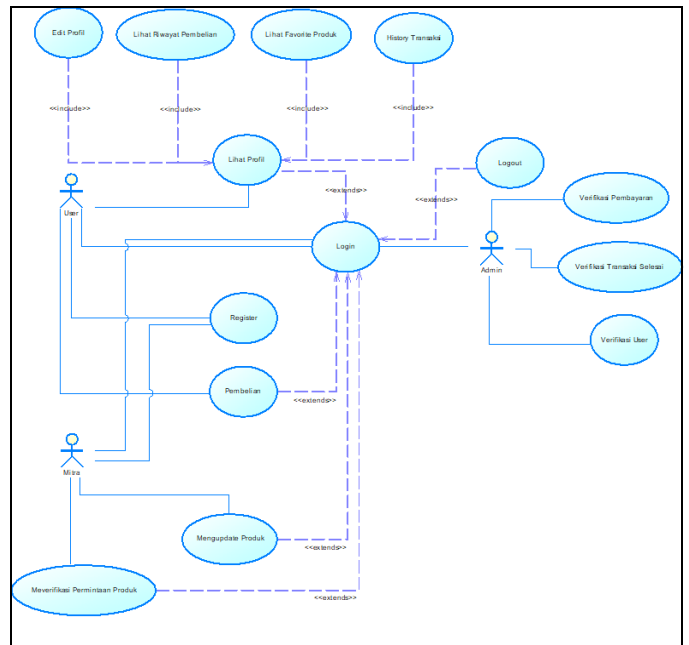 Edit Profil
Lihat Riwayat Pembelian
Lihat Favorite Produk
History Transaksi
<<include>>
<<include>>
<<include>>
<<include>>
Lihat Profil
Logout
<<extends>>
<<extends>>
Verifikasi Pembayaran
User
Login
Admin
Verifikasi Transaksi Selesai
Register
Verifikasi User
Pembelian
<<extends>>
Mitra
Mengupdate Produk
<<extends>>
Meverifikasi Permintaan Produk
<<extends>>